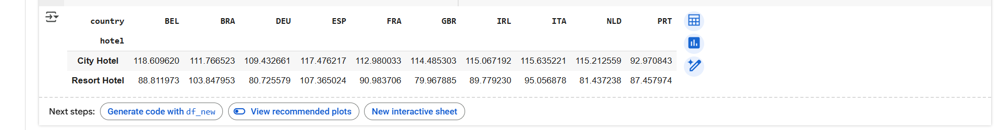 country BEL BRA DEU ESP FRA GBR IRL ITA NLD PRT
hotel
City Hotel 118.609620 111.766523 109.432661 117.476217 112.980033 114.485303 115.067192 115.635221 115.212559 92.970843
Resort Hotel 88.811973 103.847953 80.725579 107.365024 90.983706 79.967885 89.779230 95.056878 81.437238 87.457974
Next steps: Generate code with df_new View recommended plots New interactive sheet